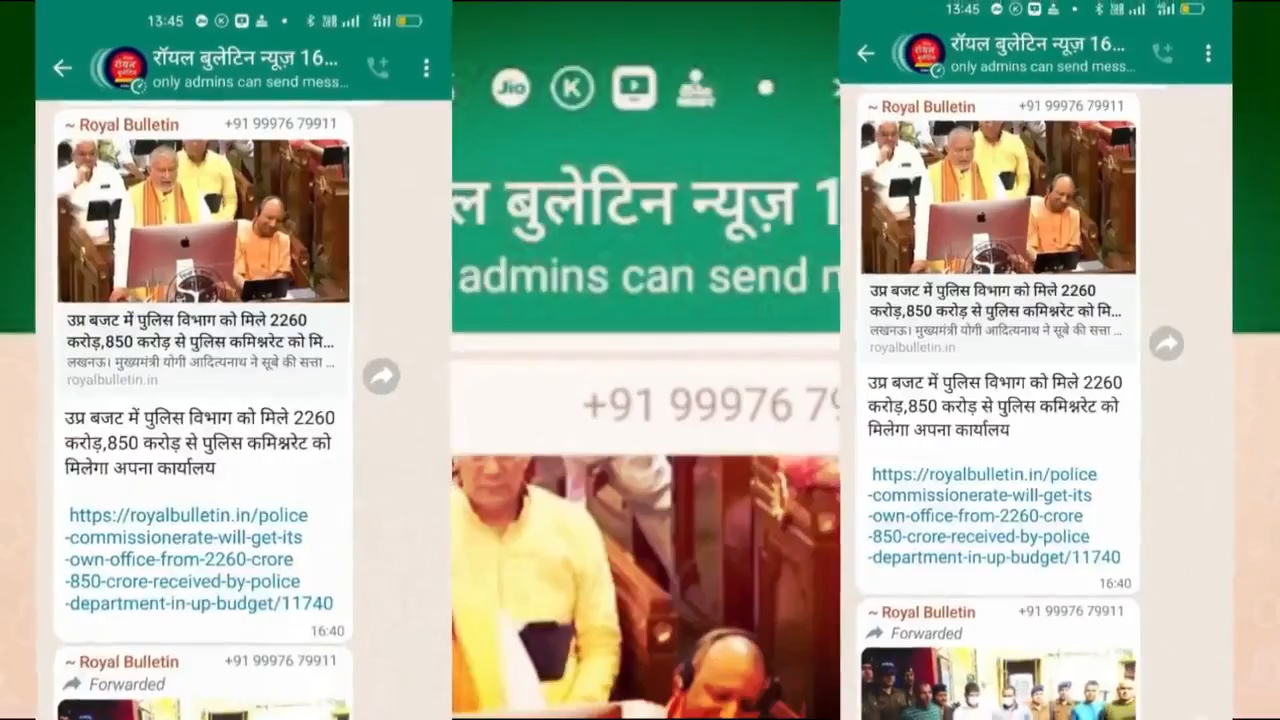 13:45
रॉयल बुलेटिन न्यूज़ 16...
only admins can send mess...
~ Royal Bulletin +91 99976 79911
उप्र बजट में पुलिस विभाग को मिले 2260
करोड़,850 करोड़ से पुलिस कमिश्नरेट को मि...
लखनऊ। मुख्यमंत्री योगी आदित्यनाथ ने सूबे की सत्ता ...
royalbulletin.in
उप्र बजट में पुलिस विभाग को मिले 2260
करोड़,850 करोड़ से पुलिस कमिश्नरेट को
मिलेगा अपना कार्यालय
https://royalbulletin.in/police
-commissionerate-will-get-its
-own-office-from-2260-crore
-850-crore-received-by-police
-department-in-up-budget/11740
16:40
~ Royal Bulletin +91 99976 79911
Forwarded
Jio K
ल बुलेटिन न्यूज़ 1
admins can send
+91 99976 79
13:45
रॉयल बुलेटिन न्यूज़ 16...
only admins can send mess...
~ Royal Bulletin +91 99976 79911
उप्र बजट में पुलिस विभाग को मिले 2260
करोड़,850 करोड़ से पुलिस कमिश्नरेट को मि...
लखनऊ। मुख्यमंत्री योगी आदित्यनाथ ने सूबे की सत्ता ...
royalbulletin.in
उप्र बजट में पुलिस विभाग को मिले 2260
करोड़,850 करोड़ से पुलिस कमिश्नरेट को
मिलेगा अपना कार्यालय
https://royalbulletin.in/police
-commissionerate-will-get-its
-own-office-from-2260-crore
-850-crore-received-by-police
-department-in-up-budget/11740
16:40
~ Royal Bulletin +91 99976 79911
Forwarded